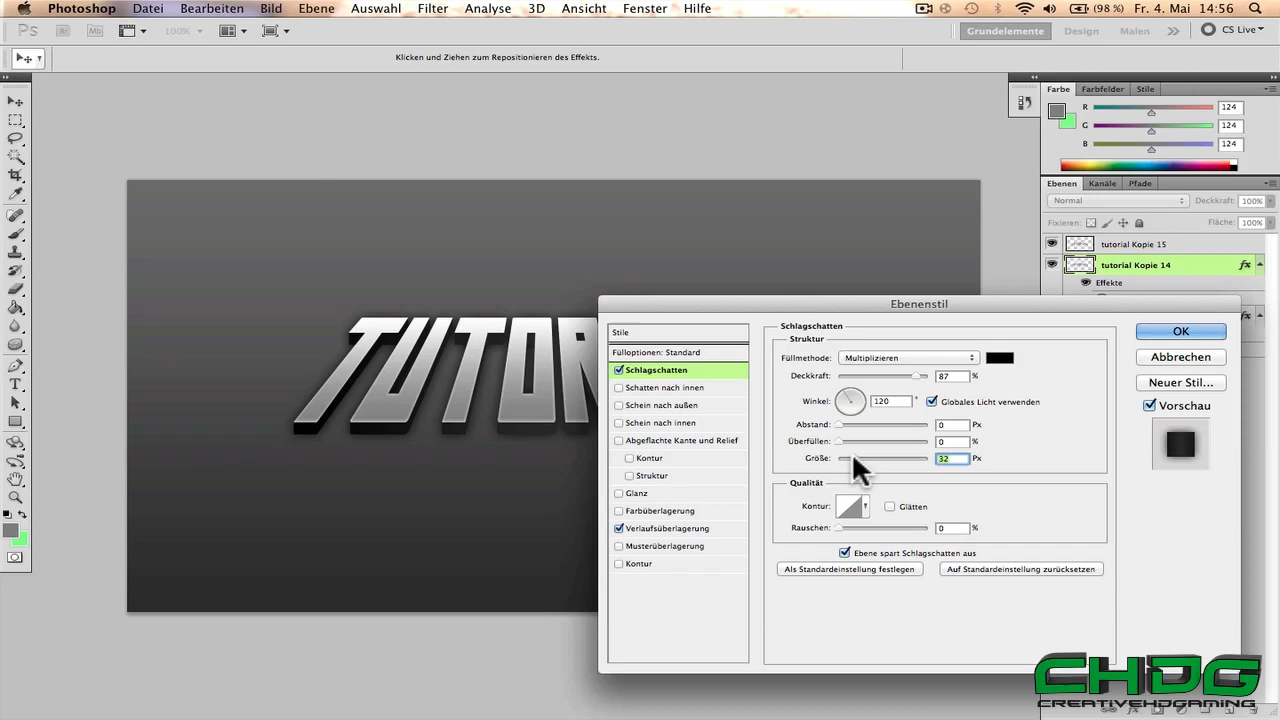 Photoshop Datei Bearbeiten Bild Ebene Auswahl Filter Analyse 3D Ansicht Fenster Hilfe (98 %) Fr. 4. Mai 14:56
Ps Br Mb 100% Grundelemente Design Malen CS Live
Klicken und Ziehen zum Repositionieren des Effekts.
Farbe Farbfelder Stile
R 124
G 124
B 124
Ebenen Kanäle Pfade
Normal Deckkraft: 100%
Fixieren: Fläche: 100%
tutorial Kopie 15
tutorial Kopie 14 fx
Effekte
TUTOR
Ebenenstil
Stile
Fülloptionen: Standard
Schlagschatten
Schatten nach innen
Schein nach außen
Schein nach innen
Abgeflachte Kante und Relief
Kontur
Struktur
Glanz
Farbüberlagerung
Verlaufsüberlagerung
Musterüberlagerung
Kontur
Schlagschatten
Struktur
Füllmethode: Multiplizieren
Deckkraft: 87 %
Winkel: 120 ° Globales Licht verwenden
Abstand: 0 Px
Überfüllen: 0 %
Größe: 32 Px
Qualität
Kontur: Glätten
Rauschen: 0 %
Ebene spart Schlagschatten aus
Als Standardeinstellung festlegen Auf Standardeinstellung zurücksetzen
OK
Abbrechen
Neuer Stil...
Vorschau
CHDG
CREATIVEHDGAMING